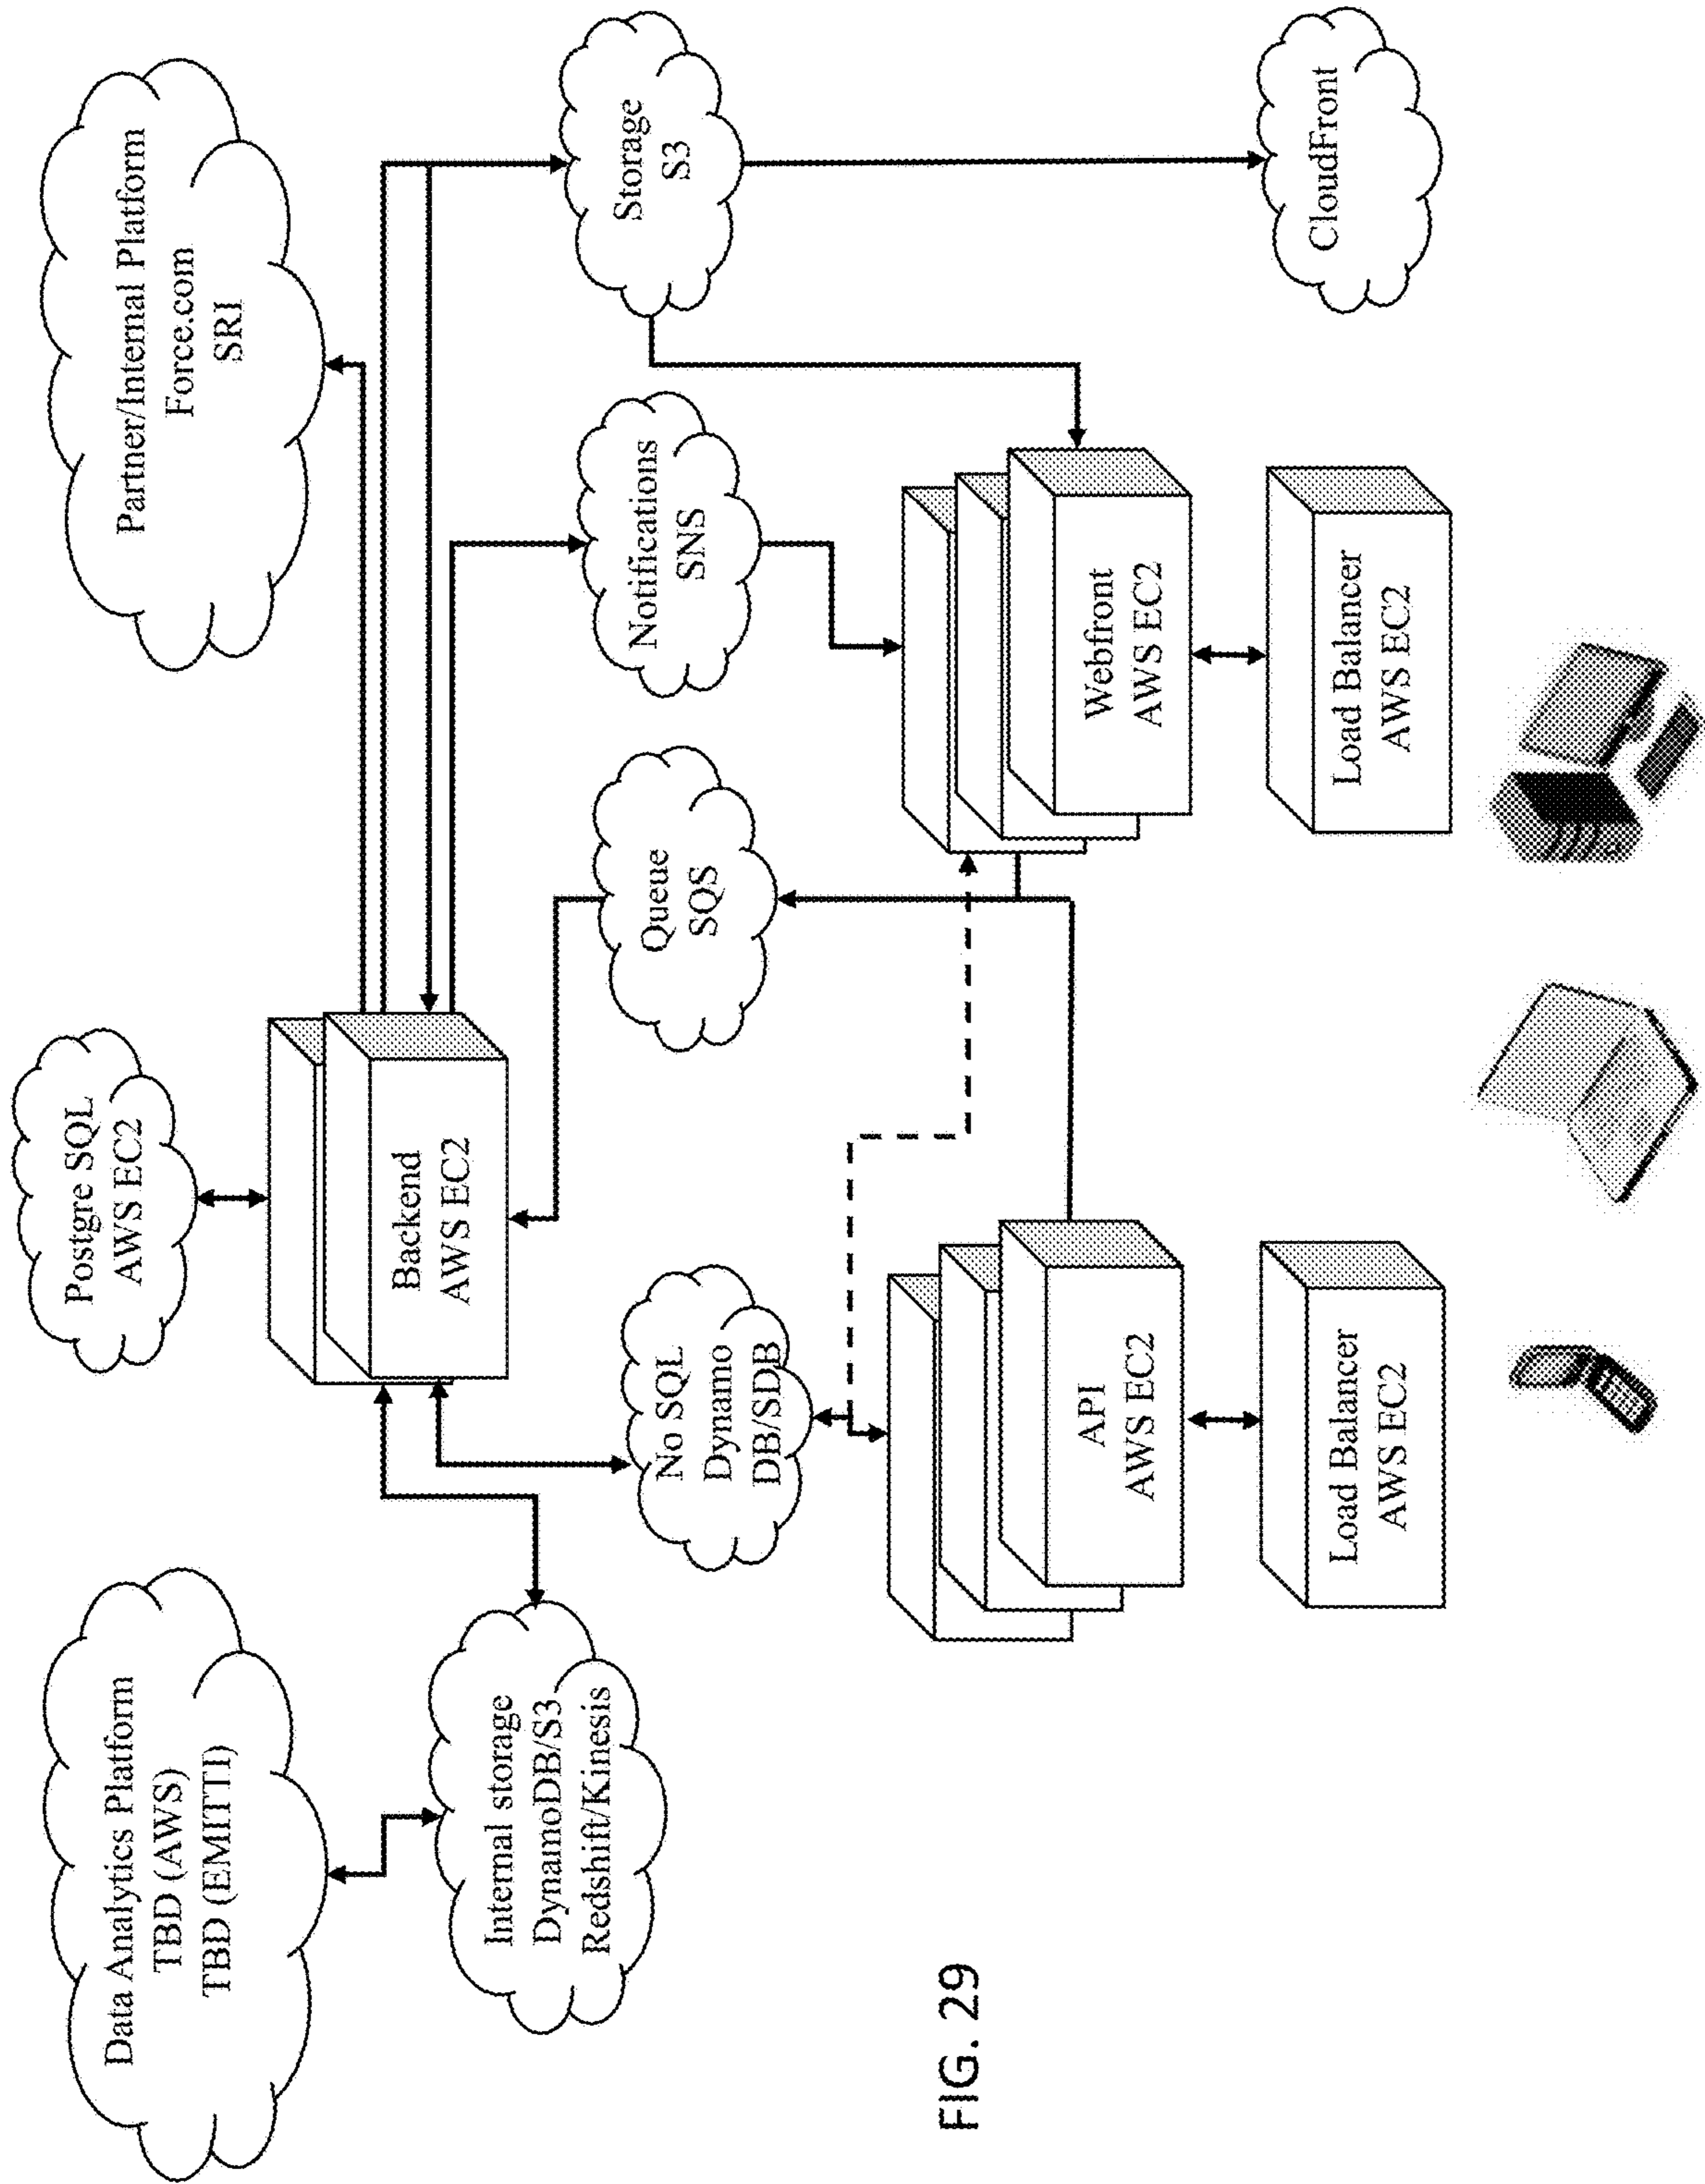 Data Analytics Platform
TBD (AWS)
TBD (EMITTI)
Postgre SQL
AWS EC2
Partner/Internal Platform
Force.com
SRI
Backend
AWS EC2
Internal storage
DynamoDB/S3
Redshift/Kinesis
No SQL
Dynamo
DB/SDB
Queue
SQS
Notifications
SNS
Storage
S3
API
AWS EC2
Webfront
AWS EC2
Load Balancer
AWS EC2
Load Balancer
AWS EC2
CloudFront
FIG. 29